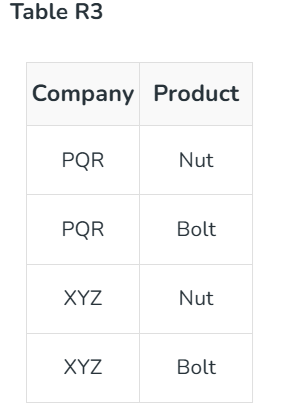 Table R3
Company Product
PQR Nut
PQR Bolt
XYZ Nut
XYZ Bolt